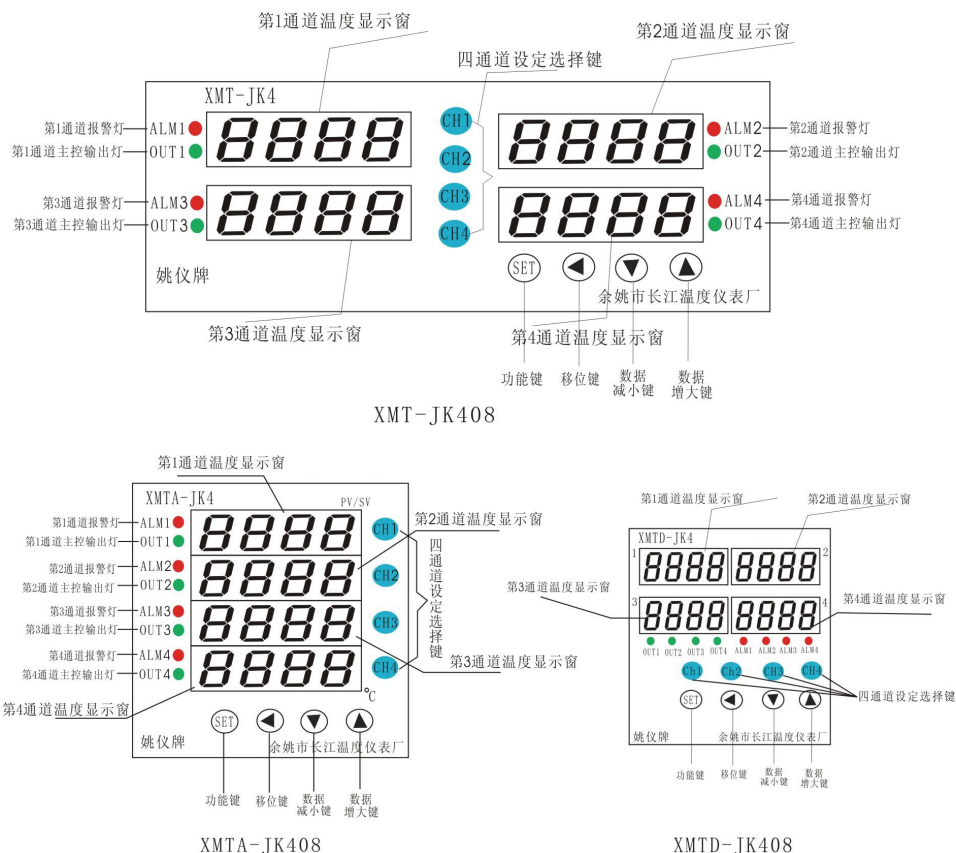 第1通道温度显示窗
第2通道温度显示窗
四通道设定选择键
XMT-JK4
第1通道报警灯
ALM1
8888
CH1
8888
ALM2
第2通道报警灯
第1通道主控输出灯
OUT1
OUT2
第2通道主控输出灯
CH2
第3通道报警灯
ALM3
8888
CH3
8888
ALM4
第4通道报警灯
第3通道主控输出灯
OUT3
OUT4
第4通道主控输出灯
CH4
姚仪牌
SET
余姚市长江温度仪表厂
第3通道温度显示窗
第4通道温度显示窗
功能键
移位键
数据
减小键
数据
增大键
XMT-JK408
第1通道温度显示窗
XMTA-JK4
PV/SV
第1通道报警灯
ALM1
8888
CH1
第2通道温度显示窗
第1通道主控输出灯
OUT1
四通道设定选择键
第2通道报警灯
ALM2
8888
CH2
第2通道主控输出灯
OUT2
第3通道报警灯
ALM3
8888
CH3
第3通道主控输出灯
OUT3
第4通道报警灯
ALM4
8888
CH4
第3通道温度显示窗
第4通道主控输出灯
OUT4
℃
第4通道温度显示窗
SET
姚仪牌
余姚市长江温度仪表厂
功能键
移位键
数据
减小键
数据
增大键
XMTA-JK408
第1通道温度显示窗
第2通道温度显示窗
XMTD-JK4
1
8888
8888
2
第3通道温度显示窗
3
8888
8888
4
第4通道温度显示窗
OUT1 OUT2 OUT3 OUT4 ALM1 ALM2 ALM3 ALM4
Ch1
Ch2
CH3
CH4
四通道设定选择键
SET
姚仪牌
余姚市长江温度仪表厂
功能键
移位键
数据
减小键
数据
增大键
XMTD-JK408